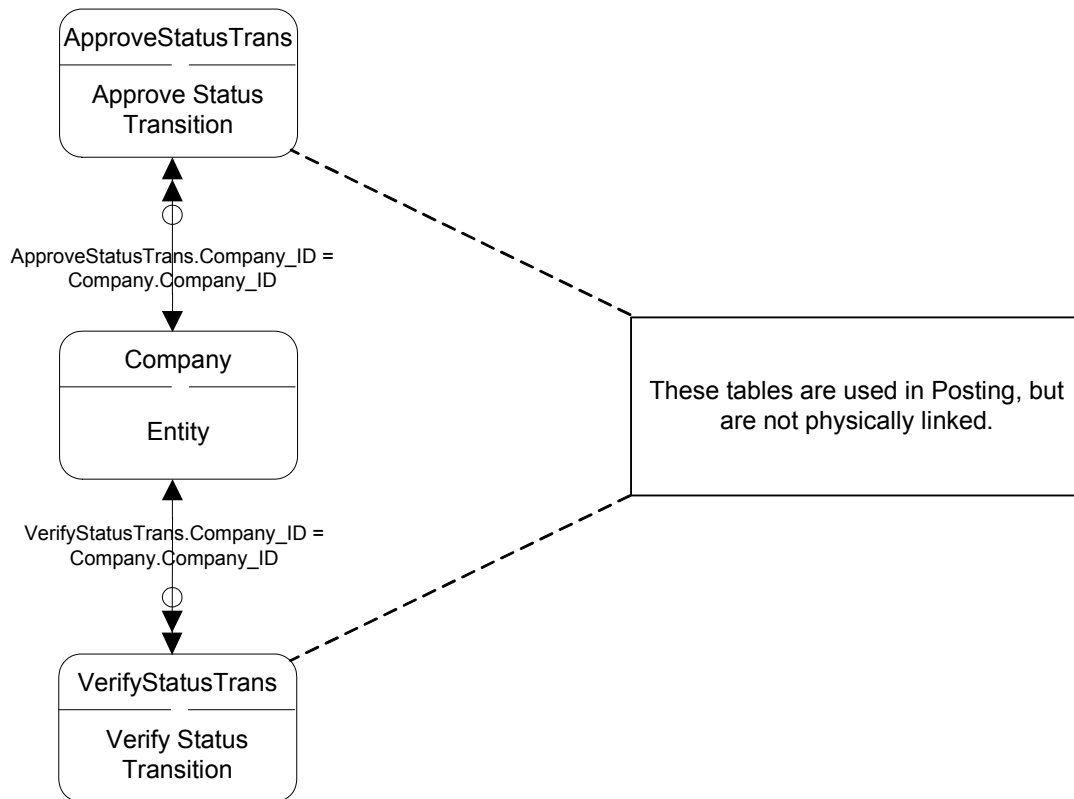 ApproveStatusTrans
Approve Status
Transition
ApproveStatusTrans.Company_ID =
Company.Company_ID
Company
Entity
These tables are used in Posting, but
are not physically linked.
VerifyStatusTrans.Company_ID =
Company.Company_ID
VerifyStatusTrans
Verify Status
Transition